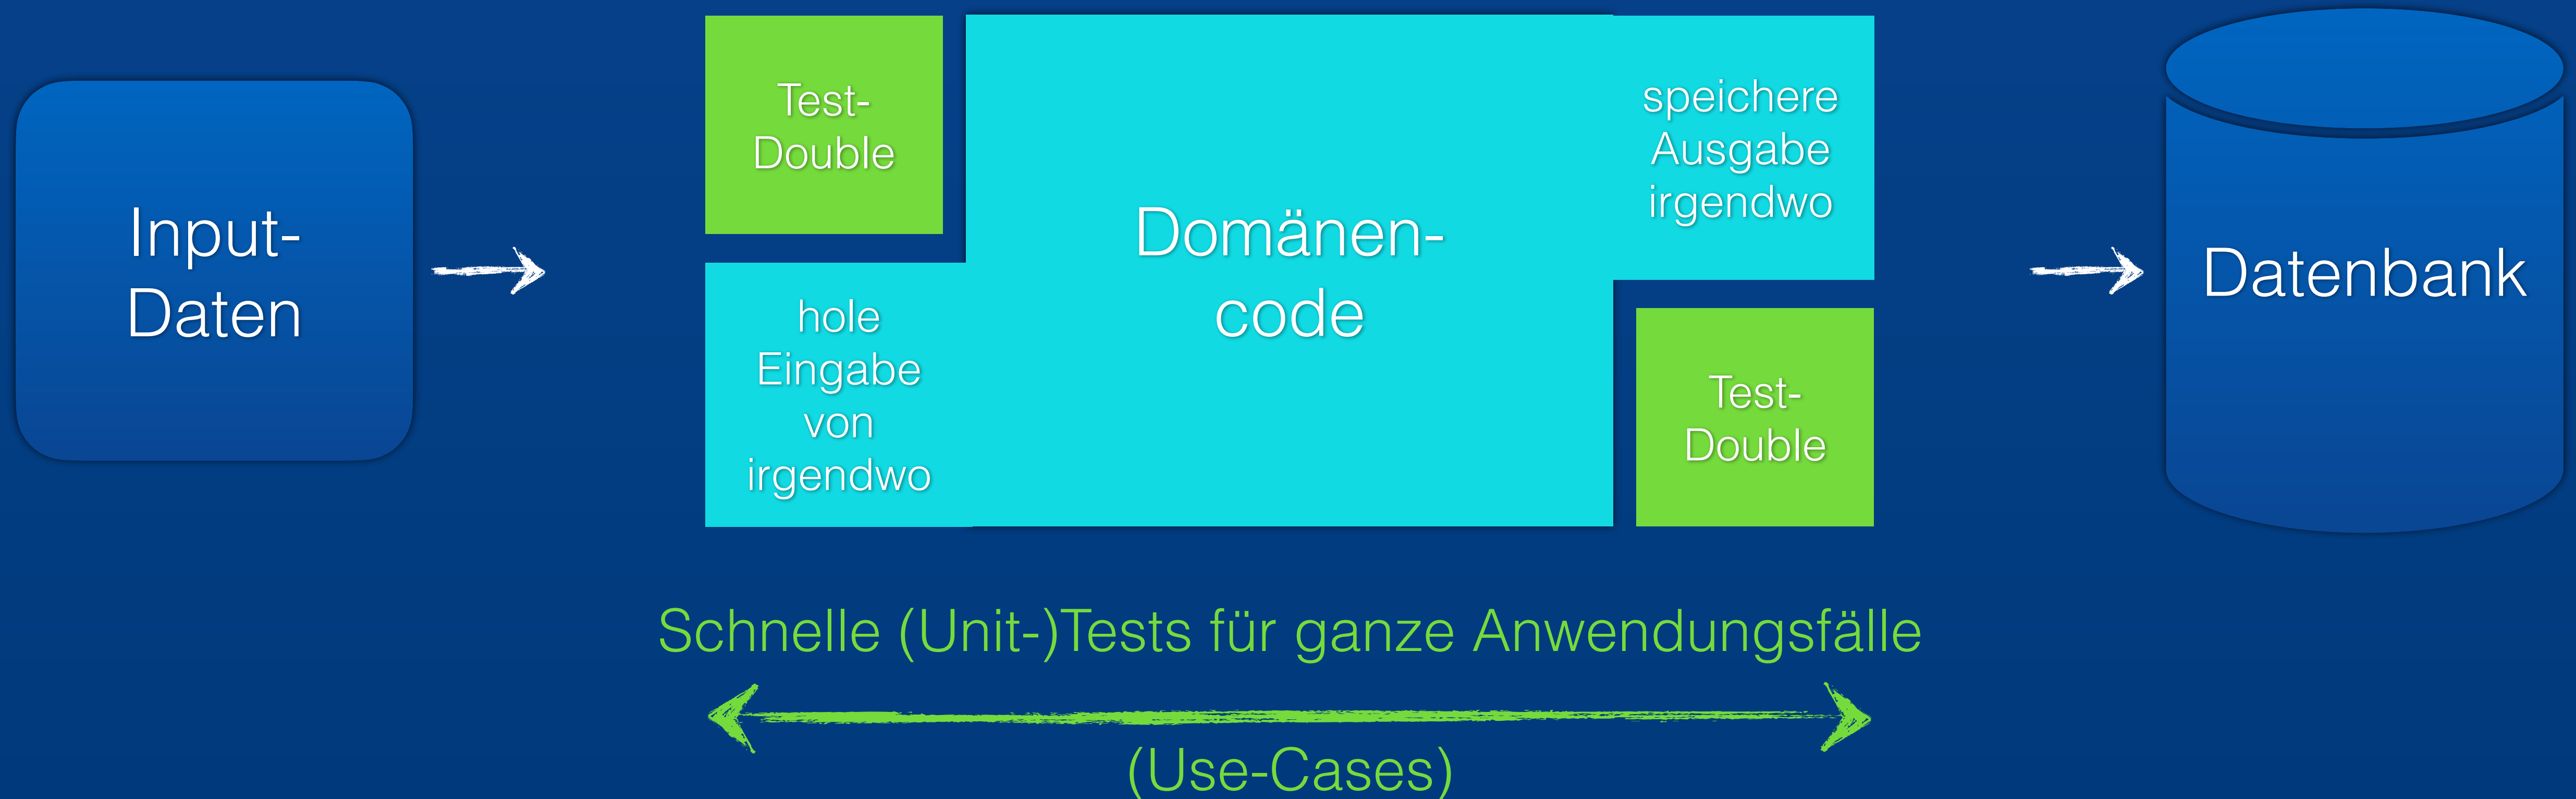 Input-
Daten
Test-
Double
hole
Eingabe
von
irgendwo
Domänen-
code
speichere
Ausgabe
irgendwo
Test-
Double
Datenbank
Schnelle (Unit-)Tests für ganze Anwendungsfälle
(Use-Cases)